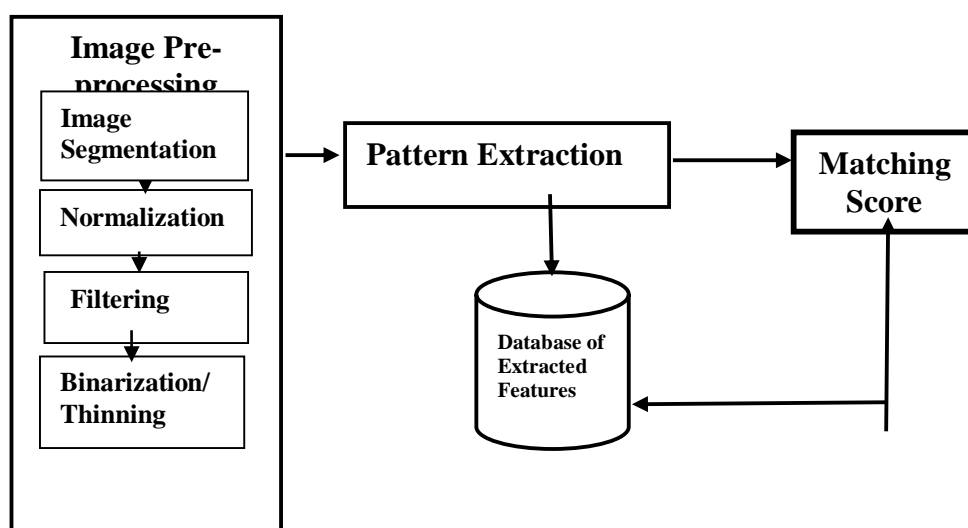 Image Pre-
processing
Image
Segmentation
Normalization
Filtering
Binarization/
Thinning
Pattern Extraction
Database of
Extracted
Features
Matching
Score